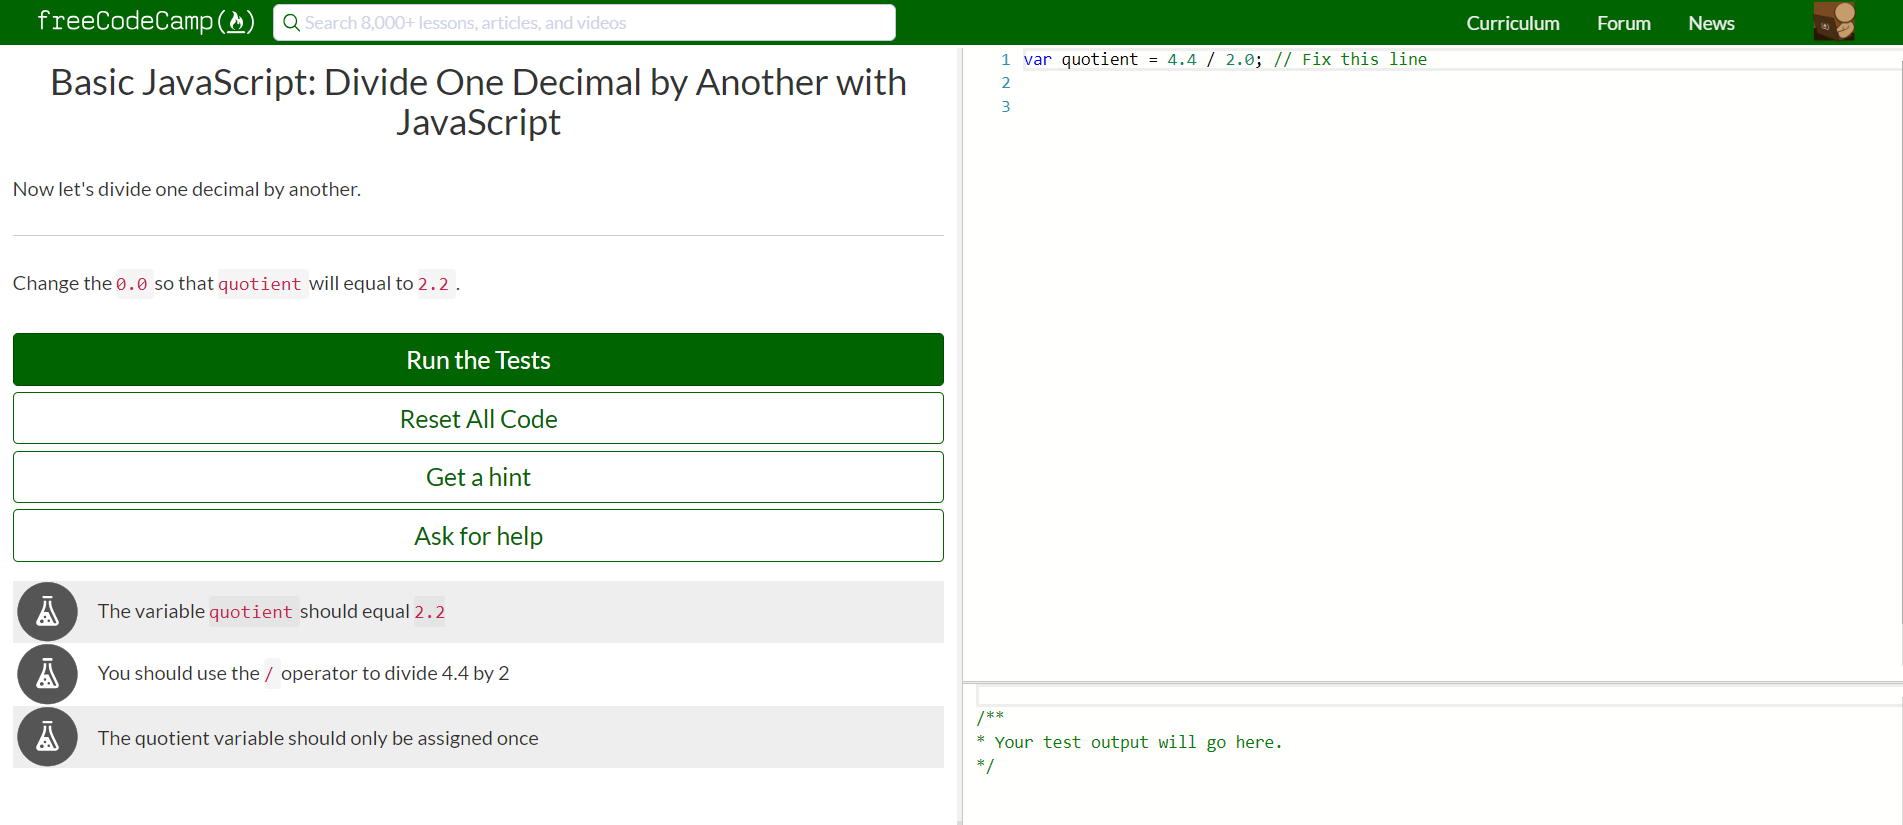 freeCodeCamp(🔥)
Search 8,000+ lessons, articles, and videos
Curriculum Forum News
Basic JavaScript: Divide One Decimal by Another with
JavaScript
Now let's divide one decimal by another.
Change the 0.0 so that quotient will equal to 2.2 .
Run the Tests
Reset All Code
Get a hint
Ask for help
The variable quotient should equal 2.2
You should use the / operator to divide 4.4 by 2
The quotient variable should only be assigned once
1 var quotient = 4.4 / 2.0; // Fix this line
2
3
/**
* Your test output will go here.
*/